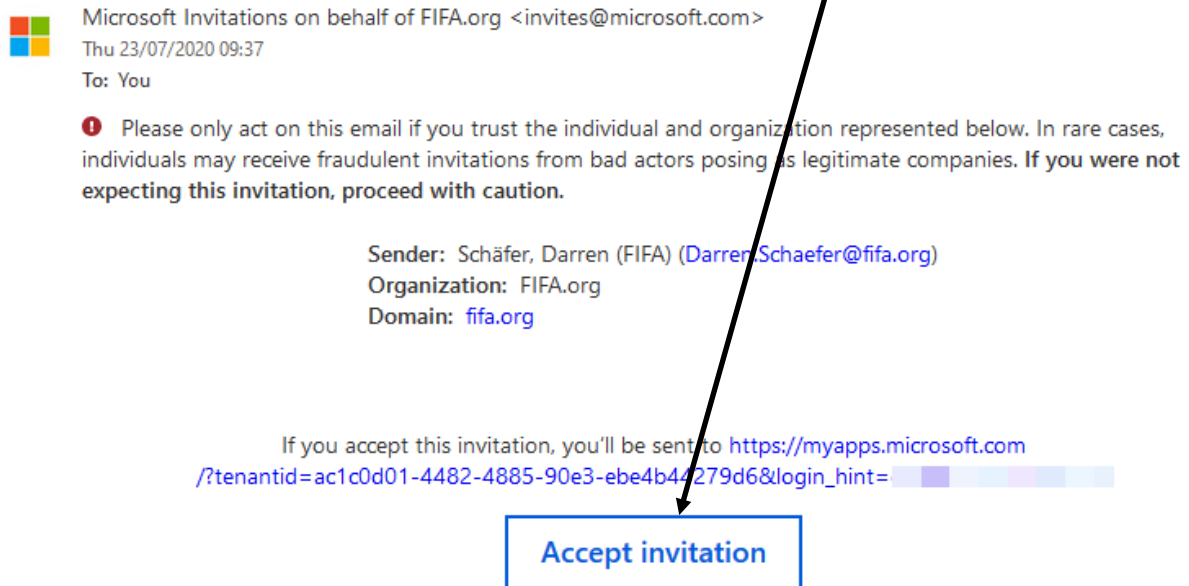 Microsoft Invitations on behalf of FIFA.org <invites@microsoft.com>
Thu 23/07/2020 09:37
To: You
Please only act on this email if you trust the individual and organization represented below. In rare cases,
individuals may receive fraudulent invitations from bad actors posing as legitimate companies. If you were not
expecting this invitation, proceed with caution.
Sender: Schäfer, Darren (FIFA) (Darren.Schaefer@fifa.org)
Organization: FIFA.org
Domain: fifa.org
If you accept this invitation, you'll be sent to https://myapps.microsoft.com
/?tenantid=ac1c0d01-4482-4885-90e3-ebe4b44279d6&login_hint=
Accept invitation